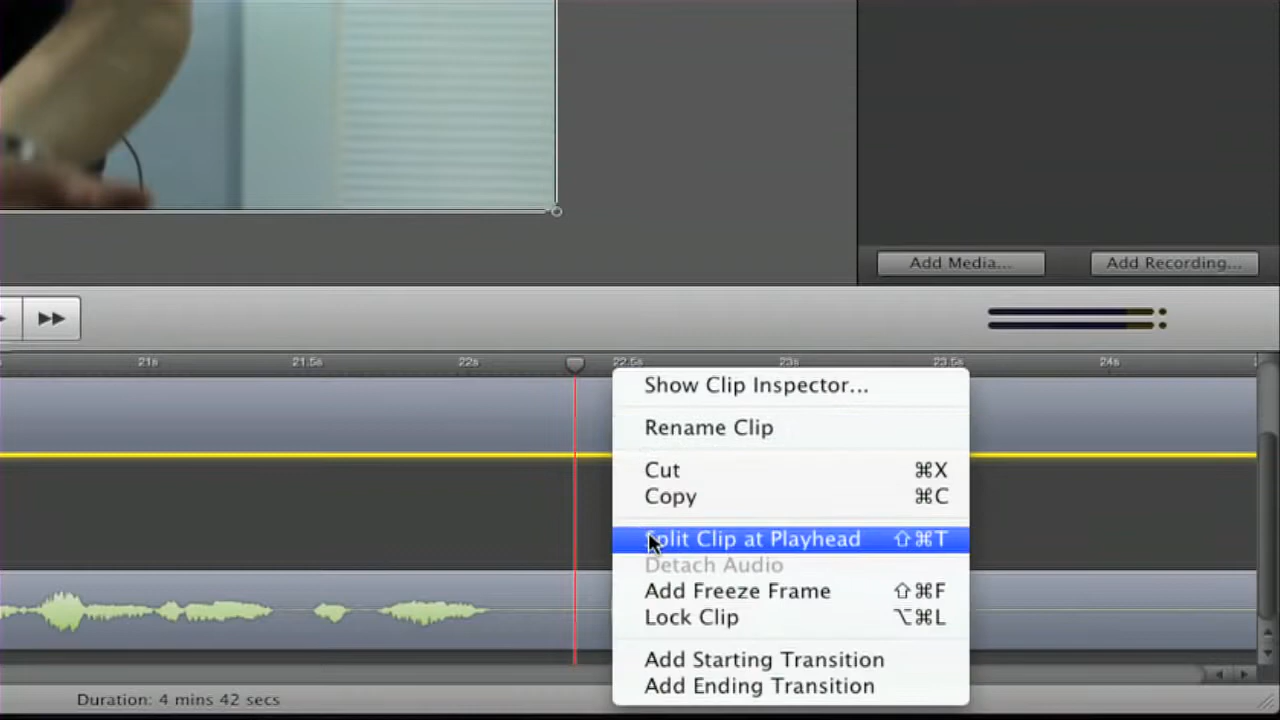 Add Media...
Add Recording...
21s 21.5s 22s 22.5s 23s 23.5s 24s
Show Clip Inspector...
Rename Clip
Cut ⌘X
Copy ⌘C
Split Clip at Playhead ⇧⌘T
Detach Audio
Add Freeze Frame ⇧⌘F
Lock Clip ⌥⌘L
Add Starting Transition
Add Ending Transition
Duration: 4 mins 42 secs